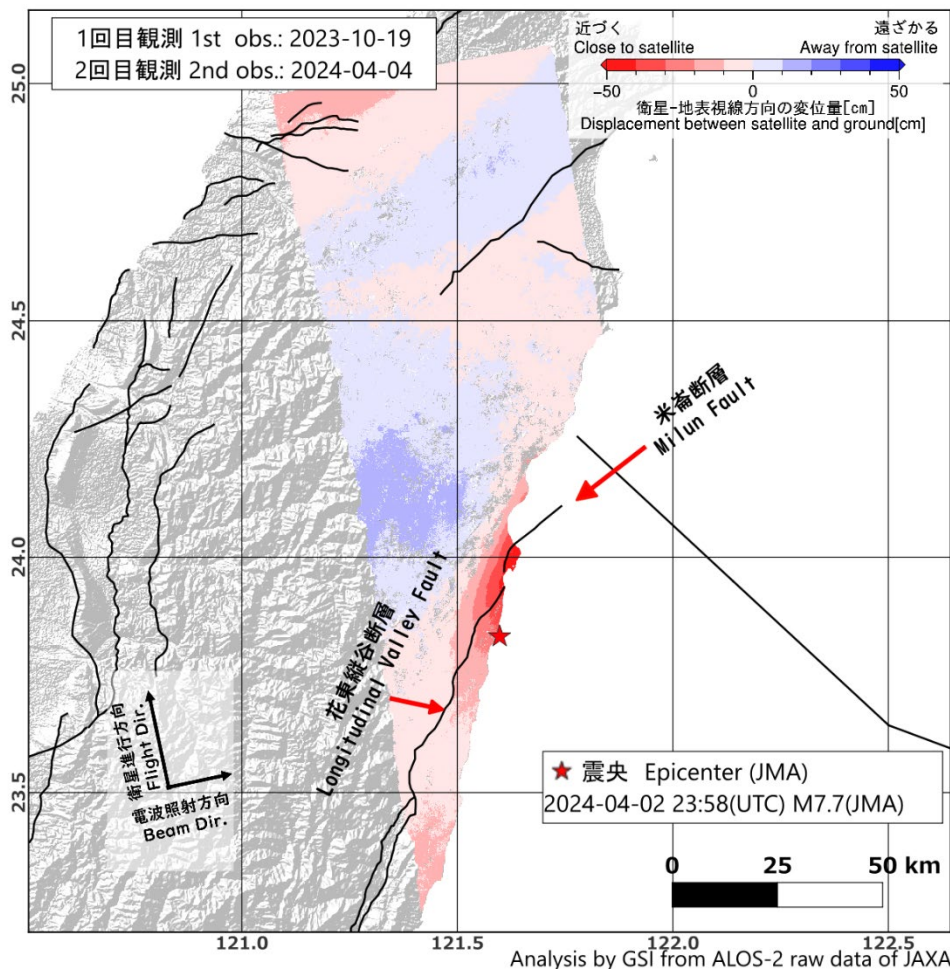 1回目観測 1st obs.: 2023-10-19
2回目観測 2nd obs.: 2024-04-04
近づく 遠ざかる
Close to satellite Away from satellite
−50 0 50
衛星-地表視線方向の変位量[cm]
Displacement between satellite and ground[cm]
25.0
24.5
24.0
23.5
米崙断層
Milun Fault
花東縦谷断層
Longitudinal Valley Fault
衛星進行方向
Flight Dir.
電波照射方向
Beam Dir.
震央 Epicenter (JMA)
2024-04-02 23:58(UTC) M7.7(JMA)
0 25 50 km
121.0 121.5 122.0 122.5
Analysis by GSI from ALOS-2 raw data of JAXA